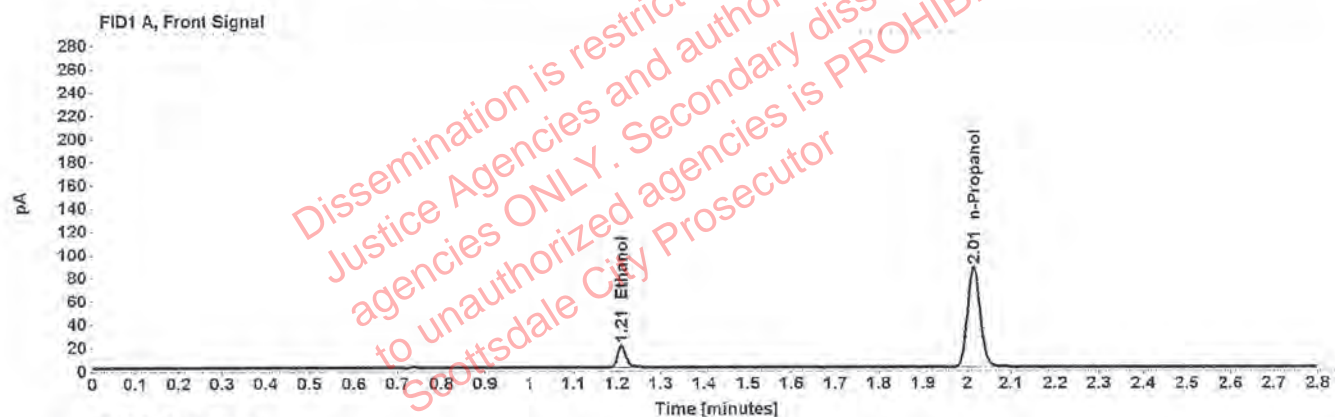 FID1 A, Front Signal
280
260
240
220
200
180
160
140
120
100
80
60
40
20
0
pA
1.21 Ethanol
2.01 n-Propanol
0 0.1 0.2 0.3 0.4 0.5 0.6 0.7 0.8 0.9 1 1.1 1.2 1.3 1.4 1.5 1.6 1.7 1.8 1.9 2 2.1 2.2 2.3 2.4 2.5 2.6 2.7 2.8
Time [minutes]
Dissemination is restric
Justice Agencies and author
agencies ONLY. Secondary diss
to unauthorized agencies is PROHIB
Scottsdale City Prosecutor